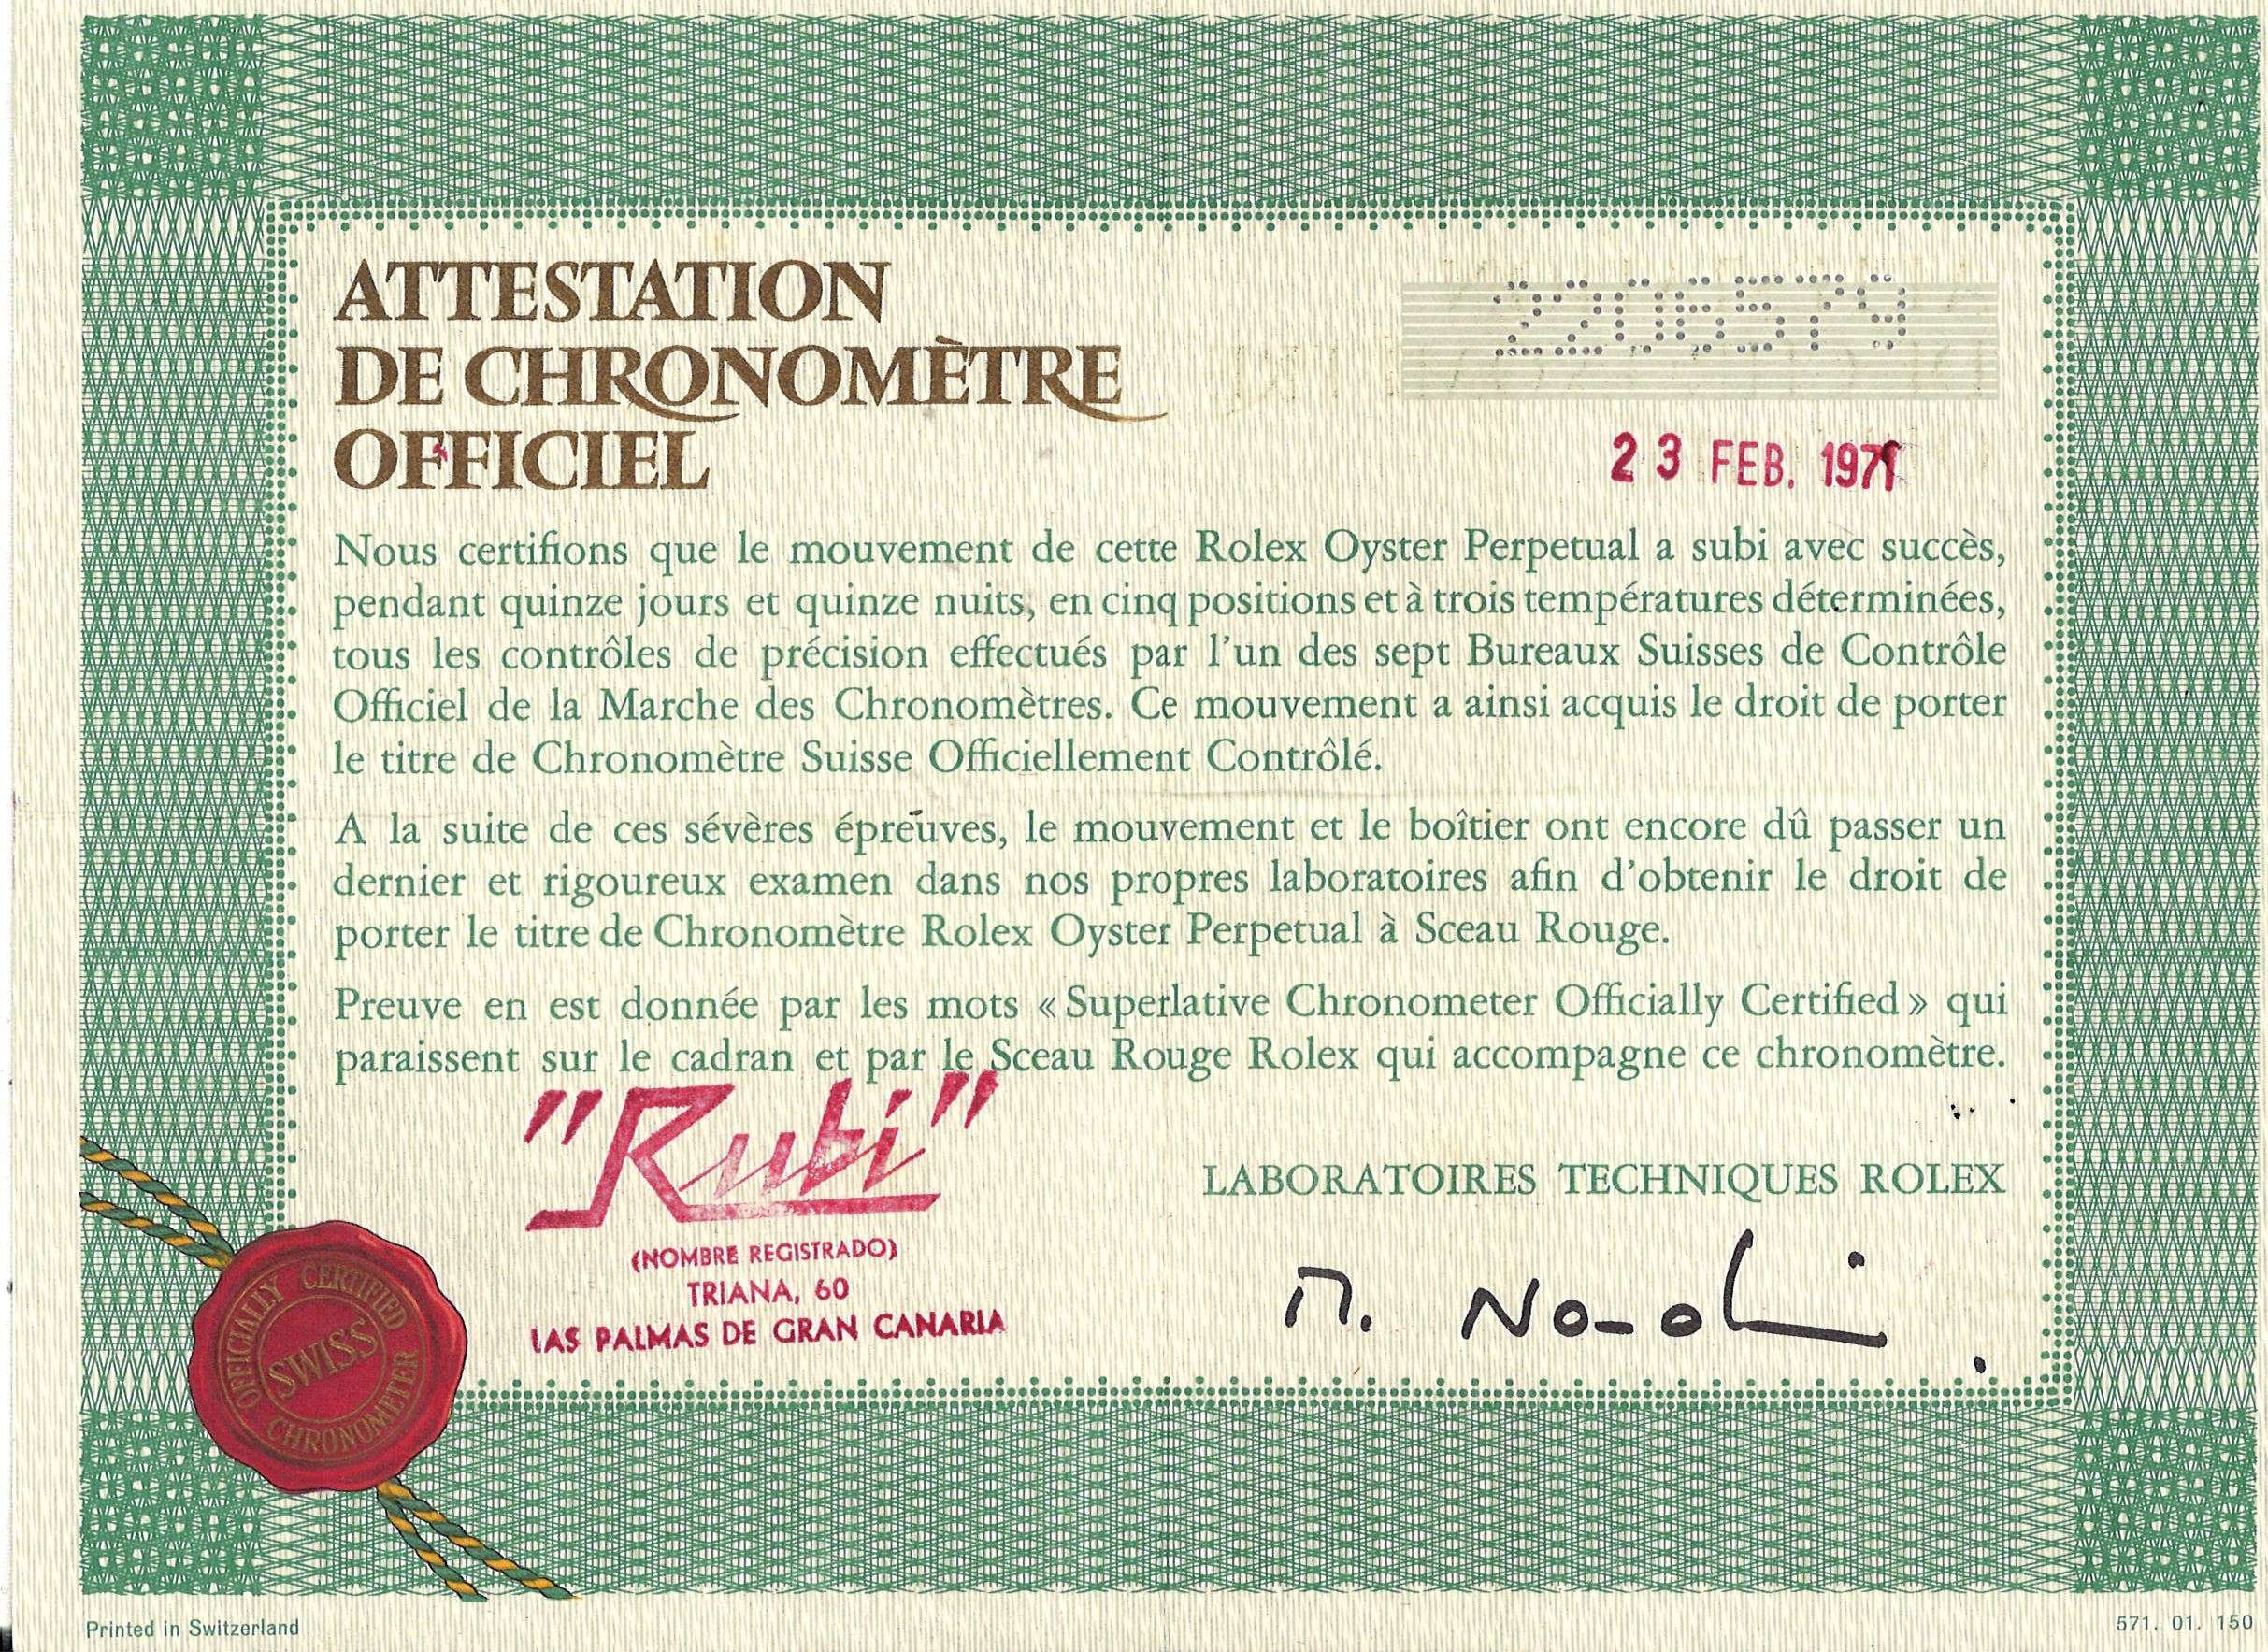 ATTESTATION
DE CHRONOMÈTRE
OFFICIEL
2206579
23 FEB. 1971
Nous certifions que le mouvement de cette Rolex Oyster Perpetual a subi avec succès,
pendant quinze jours et quinze nuits, en cinq positions et à trois températures déterminées,
tous les contrôles de précision effectués par l'un des sept Bureaux Suisses de Contrôle
Officiel de la Marche des Chronomètres. Ce mouvement a ainsi acquis le droit de porter
le titre de Chronomètre Suisse Officiellement Contrôlé.
A la suite de ces sévères épreuves, le mouvement et le boîtier ont encore dû passer un
dernier et rigoureux examen dans nos propres laboratoires afin d'obtenir le droit de
porter le titre de Chronomètre Rolex Oyster Perpetual à Sceau Rouge.
Preuve en est donnée par les mots « Superlative Chronometer Officially Certified » qui
paraissent sur le cadran et par le Sceau Rouge Rolex qui accompagne ce chronomètre.
"Rubi"
(NOMBRE REGISTRADO)
TRIANA, 60
LAS PALMAS DE GRAN CANARIA
LABORATOIRES TECHNIQUES ROLEX
OFFICIALLY CERTIFIED
SWISS
CHRONOMETER
Printed in Switzerland
571. 01. 150